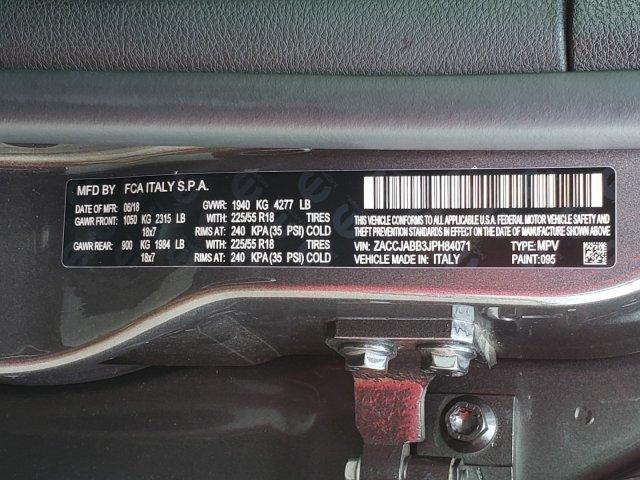 MFD BY FCA ITALY S.P.A.
06/18 GVWR: 1940 KG 4277 LB
GAWR FRONT: 1050 KG 2315 LB WITH: 225/55 R18 TIRES
18x7 RIMS AT: 240 KPA (35 PSI) COLD
GAWR REAR: 900 KG 1984 LB WITH: 225/55 R18 TIRES
18x7 RIMS AT: 240 KPA (35 PSI) COLD
THIS VEHICLE CONFORMS TO ALL APPLICABLE U.S.A. FEDERAL MOTOR VEHICLE SAFETY, BUMPER AND THEFT
PREVENTION STANDARDS IN EFFECT ON THE DATE OF MANUFACTURE SHOWN ABOVE.
VIN: ZACCJABB3JPH84071 TYPE: MPV
VEHICLE MADE IN: ITALY PAINT: 095